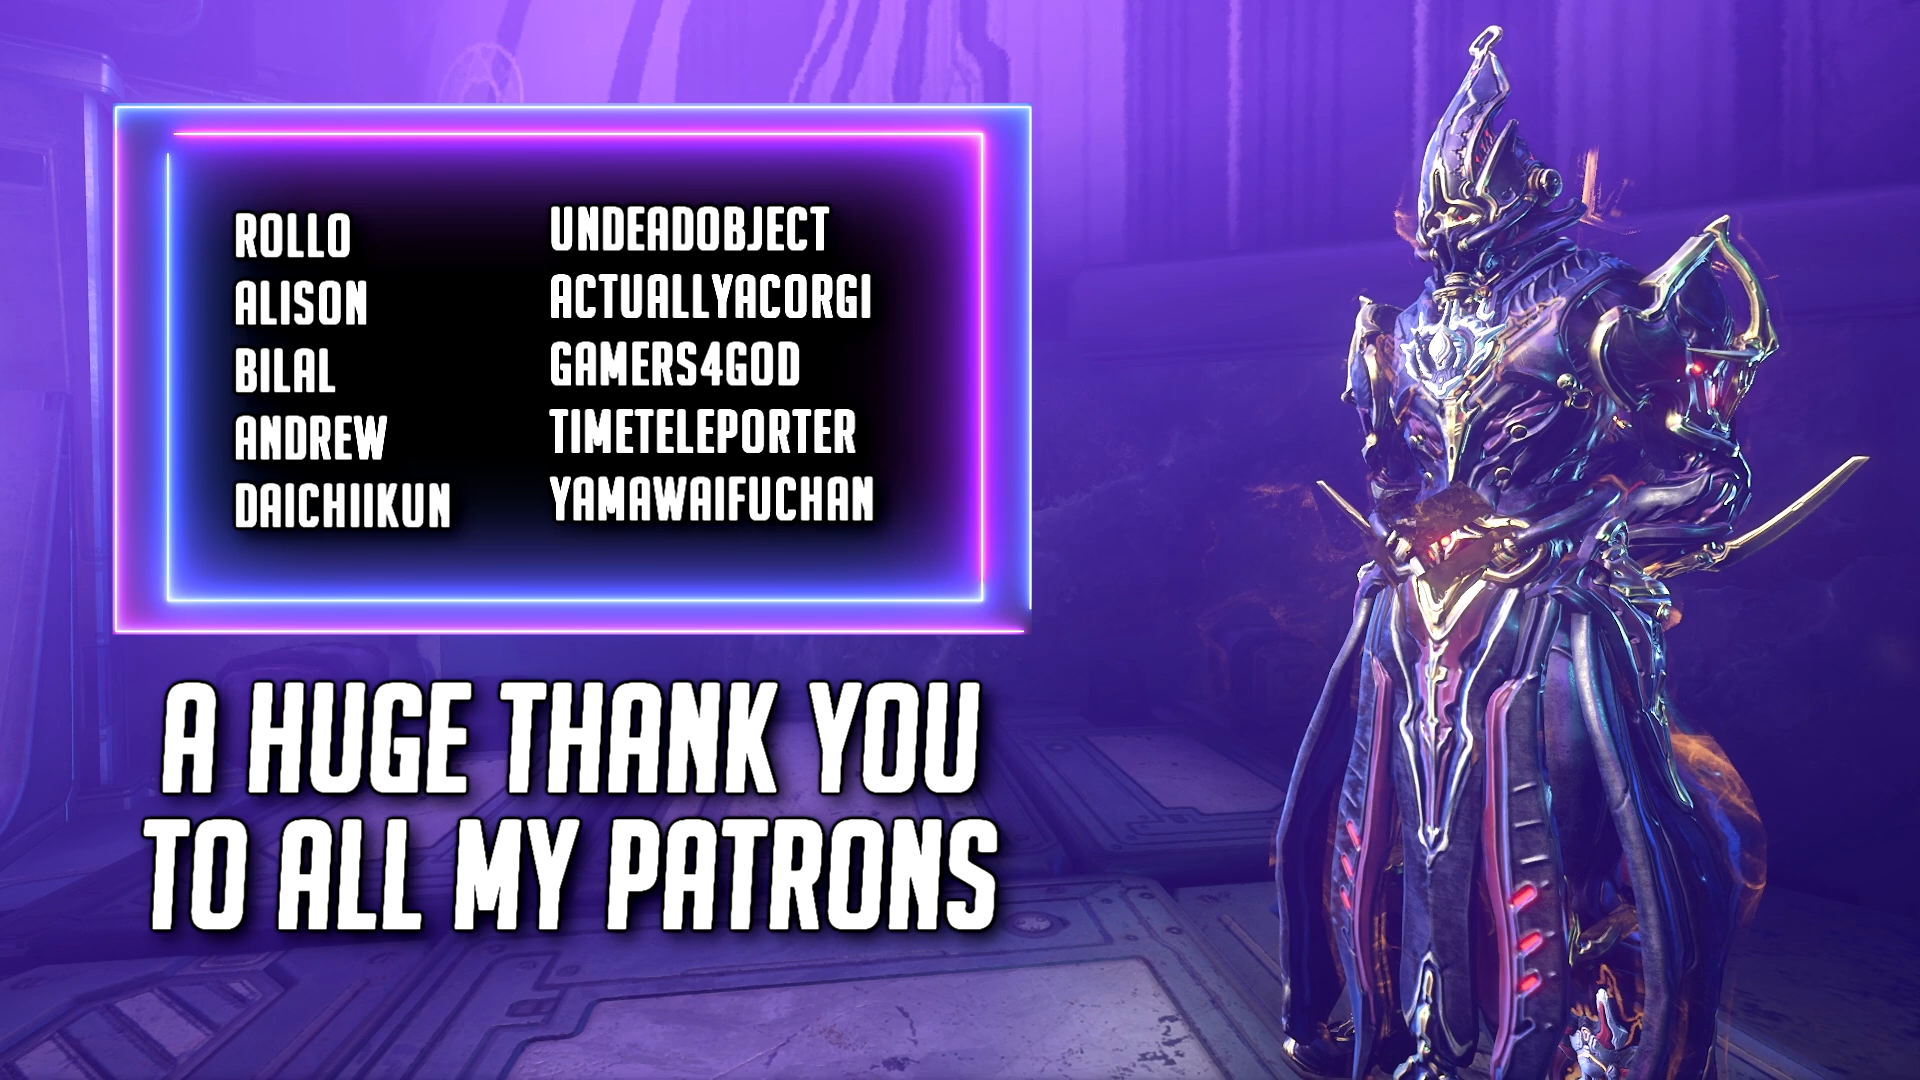 ROLLO
ALISON
BILAL
ANDREW
DAICHIIKUN
UNDEADOBJECT
ACTUALLYACORGI
GAMERS4GOD
TIMETELEPORTER
YAMAWAIFUCHAN
A HUGE THANK YOU
TO ALL MY PATRONS